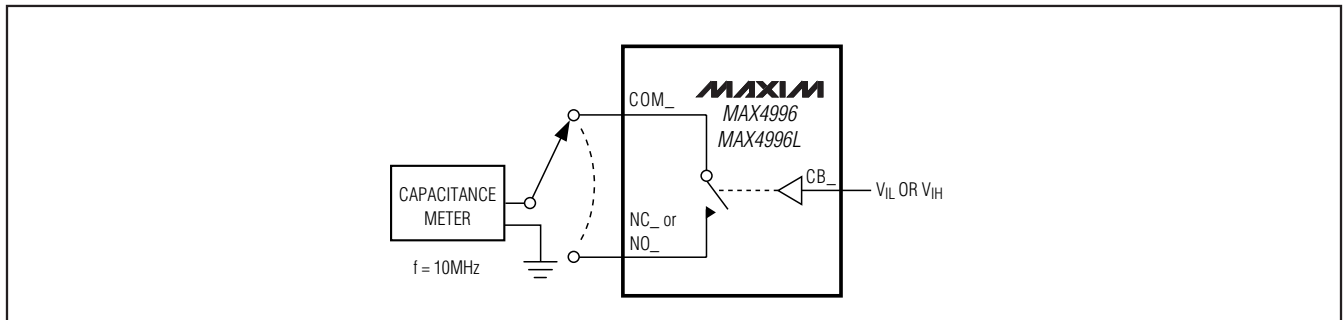 MAXIM
MAX4996
MAX4996L
COM_
CB_
VIL OR VIH
CAPACITANCE
METER
NC_ or
NO_
f = 10MHz